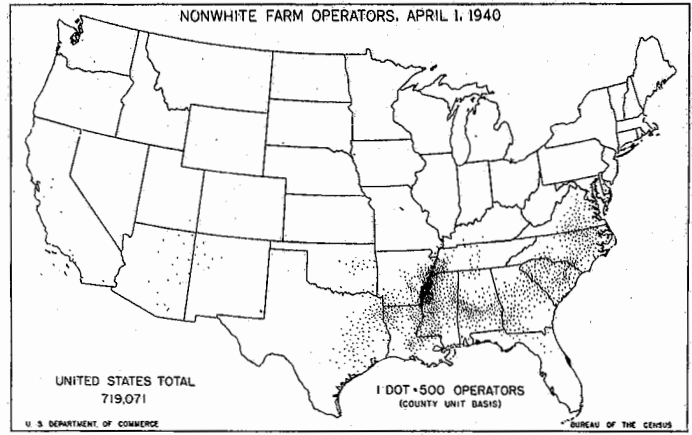 NONWHITE FARM OPERATORS, APRIL 1, 1940
UNITED STATES TOTAL
719,071
1 DOT = 500 OPERATORS
(COUNTY UNIT BASIS)
U S DEPARTMENT OF COMMERCE
BUREAU OF THE CENSUS